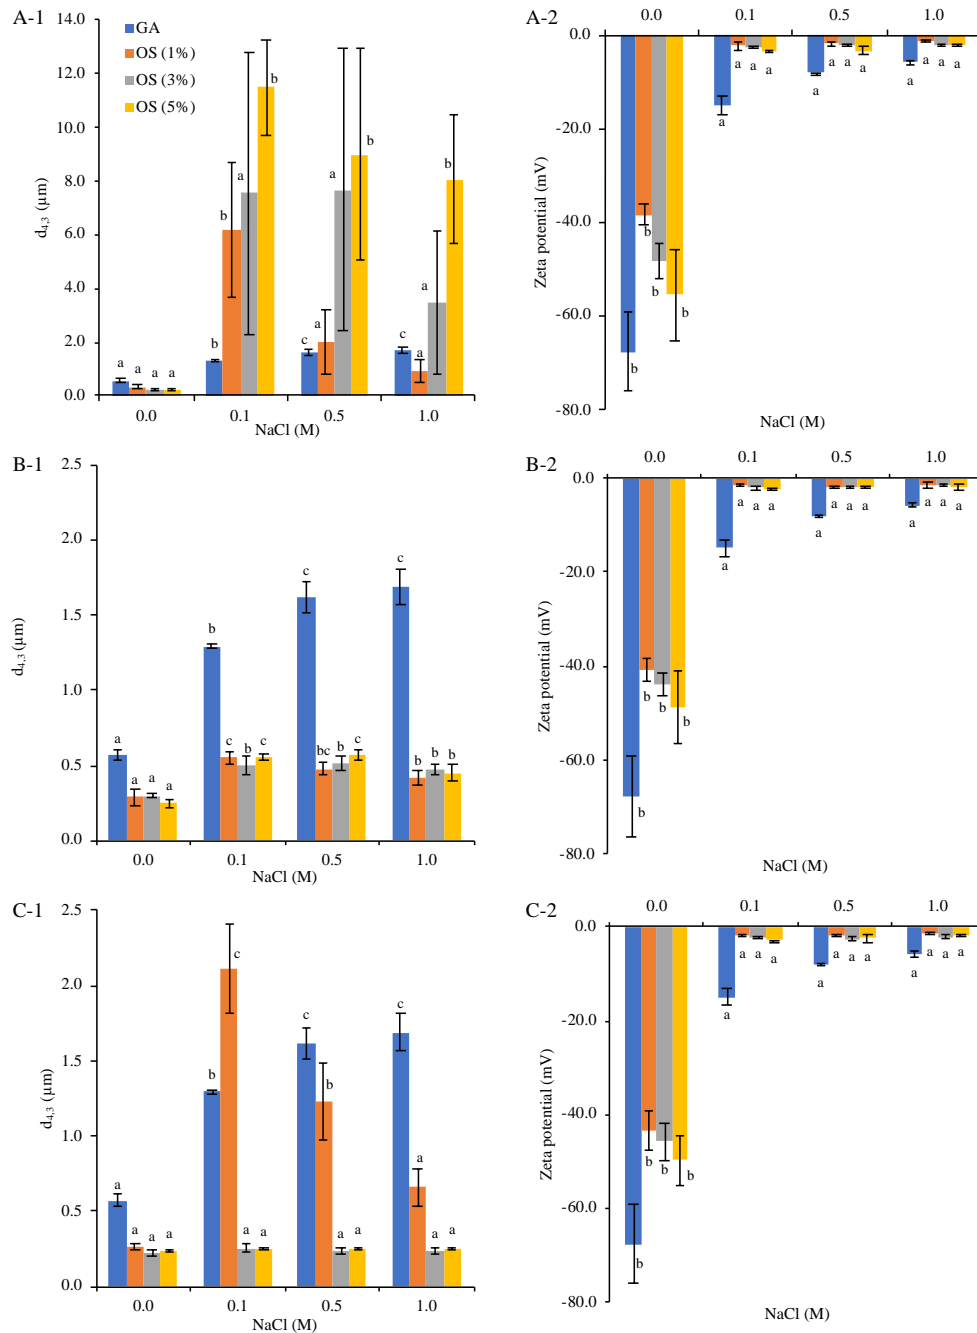 A-1
14.0
12.0
10.0
8.0
6.0
4.0
2.0
0.0
d4,3 (μm)
GA
OS (1%)
OS (3%)
OS (5%)
a a a a
b b a b
c a a b
c a a b
0.0 0.1 0.5 1.0
NaCl (M)
A-2
0.0 0.1 0.5 1.0
0.0
-20.0
-40.0
-60.0
-80.0
Zeta potential (mV)
b b b b
a a a a
a a a a
a a a a
NaCl (M)
B-1
2.5
2.0
1.5
1.0
0.5
0.0
d4,3 (μm)
a a a a
b c b c
c bc b c
c b b b
0.0 0.1 0.5 1.0
NaCl (M)
B-2
0.0 0.1 0.5 1.0
0.0
-20.0
-40.0
-60.0
-80.0
Zeta potential (mV)
b b b b
a a a a
a a a a
a a a a
NaCl (M)
C-1
2.5
2.0
1.5
1.0
0.5
0.0
d4,3 (μm)
a a a a
b c a a
c b a a
c a a a
0.0 0.1 0.5 1.0
NaCl (M)
C-2
0.0 0.1 0.5 1.0
0.0
-20.0
-40.0
-60.0
-80.0
Zeta potential (mV)
b b b b
a a a a
a a a a
a a a a
NaCl (M)